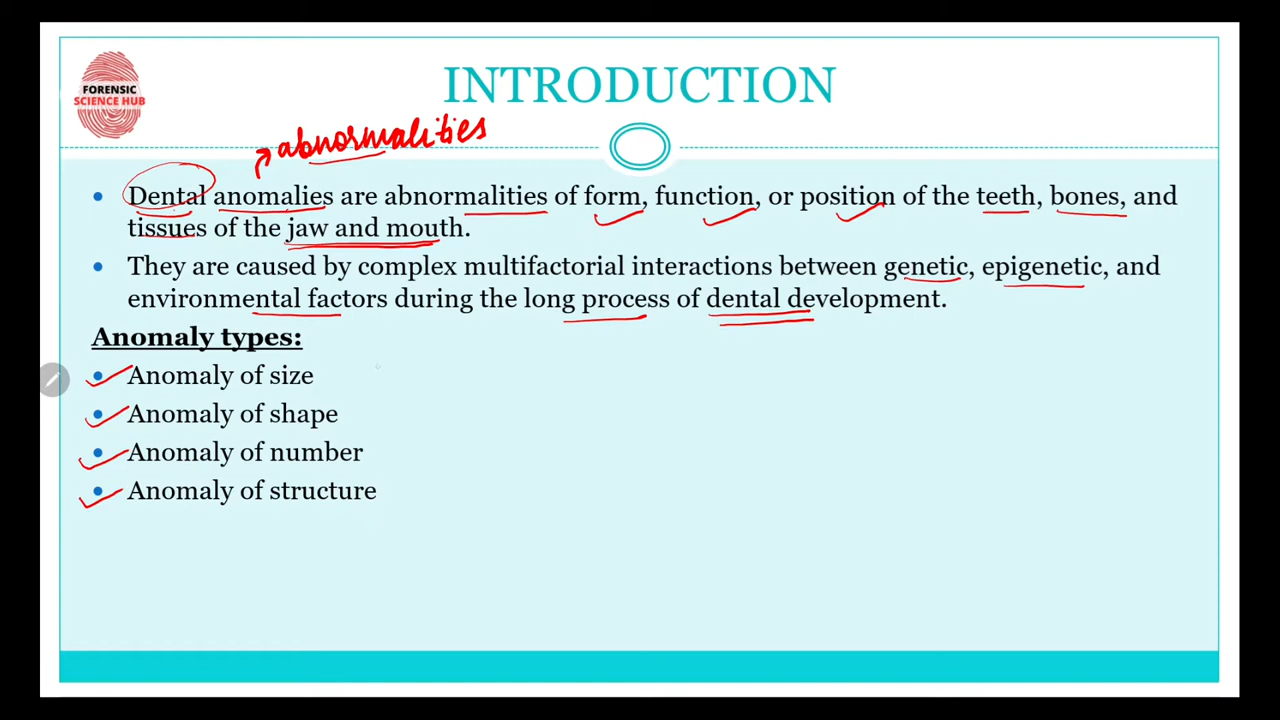 INTRODUCTION
FORENSIC
SCIENCE HUB
abnormalities
• Dental anomalies are abnormalities of form, function, or position of the teeth, bones, and
tissues of the jaw and mouth.
• They are caused by complex multifactorial interactions between genetic, epigenetic, and
environmental factors during the long process of dental development.
Anomaly types:
• Anomaly of size
• Anomaly of shape
• Anomaly of number
• Anomaly of structure